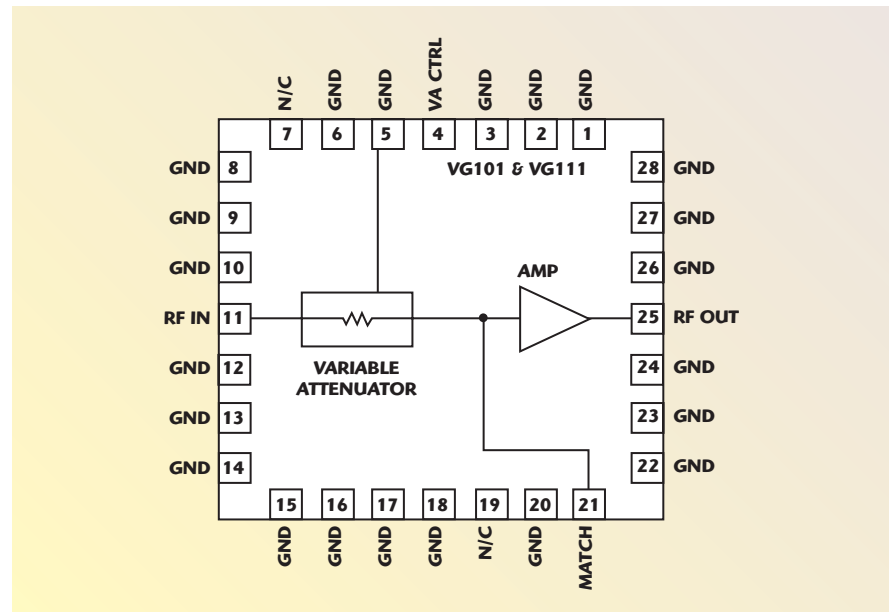 N/C
GND
GND
VA CTRL
GND
GND
GND
7
6
5
4
3
2
1
VG101 & VG111
GND 8
28 GND
GND 9
27 GND
GND 10
26 GND
AMP
RF IN 11
25 RF OUT
VARIABLE
ATTENUATOR
GND 12
24 GND
GND 13
23 GND
GND 14
22 GND
15
16
17
18
19
20
21
GND
GND
GND
GND
N/C
GND
MATCH